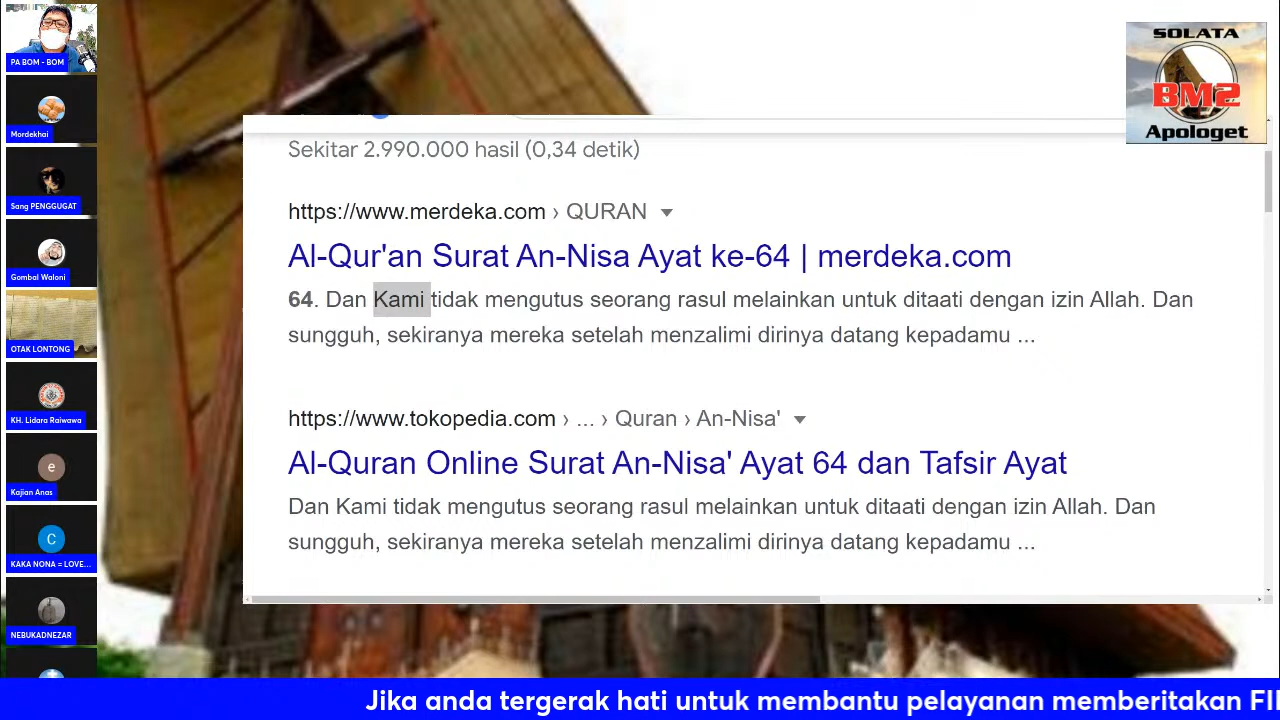 PA BOM - BOM
Mordekhai
Sang PENGGUGAT
Gombal Waloni
OTAK LONTONG
KH. Lidara Raiwawa
e
Kajian Anas
C
KAKA NONA = LOVE...
NEBUKADNEZAR
SOLATA
BM2
Apologet
Sekitar 2.990.000 hasil (0,34 detik)
https://www.merdeka.com › QURAN
Al-Qur'an Surat An-Nisa Ayat ke-64 | merdeka.com
64. Dan Kami tidak mengutus seorang rasul melainkan untuk ditaati dengan izin Allah. Dan
sungguh, sekiranya mereka setelah menzalimi dirinya datang kepadamu ...
https://www.tokopedia.com › ... › Quran › An-Nisa'
Al-Quran Online Surat An-Nisa' Ayat 64 dan Tafsir Ayat
Dan Kami tidak mengutus seorang rasul melainkan untuk ditaati dengan izin Allah. Dan
sungguh, sekiranya mereka setelah menzalimi dirinya datang kepadamu ...
Jika anda tergerak hati untuk membantu pelayanan memberitakan